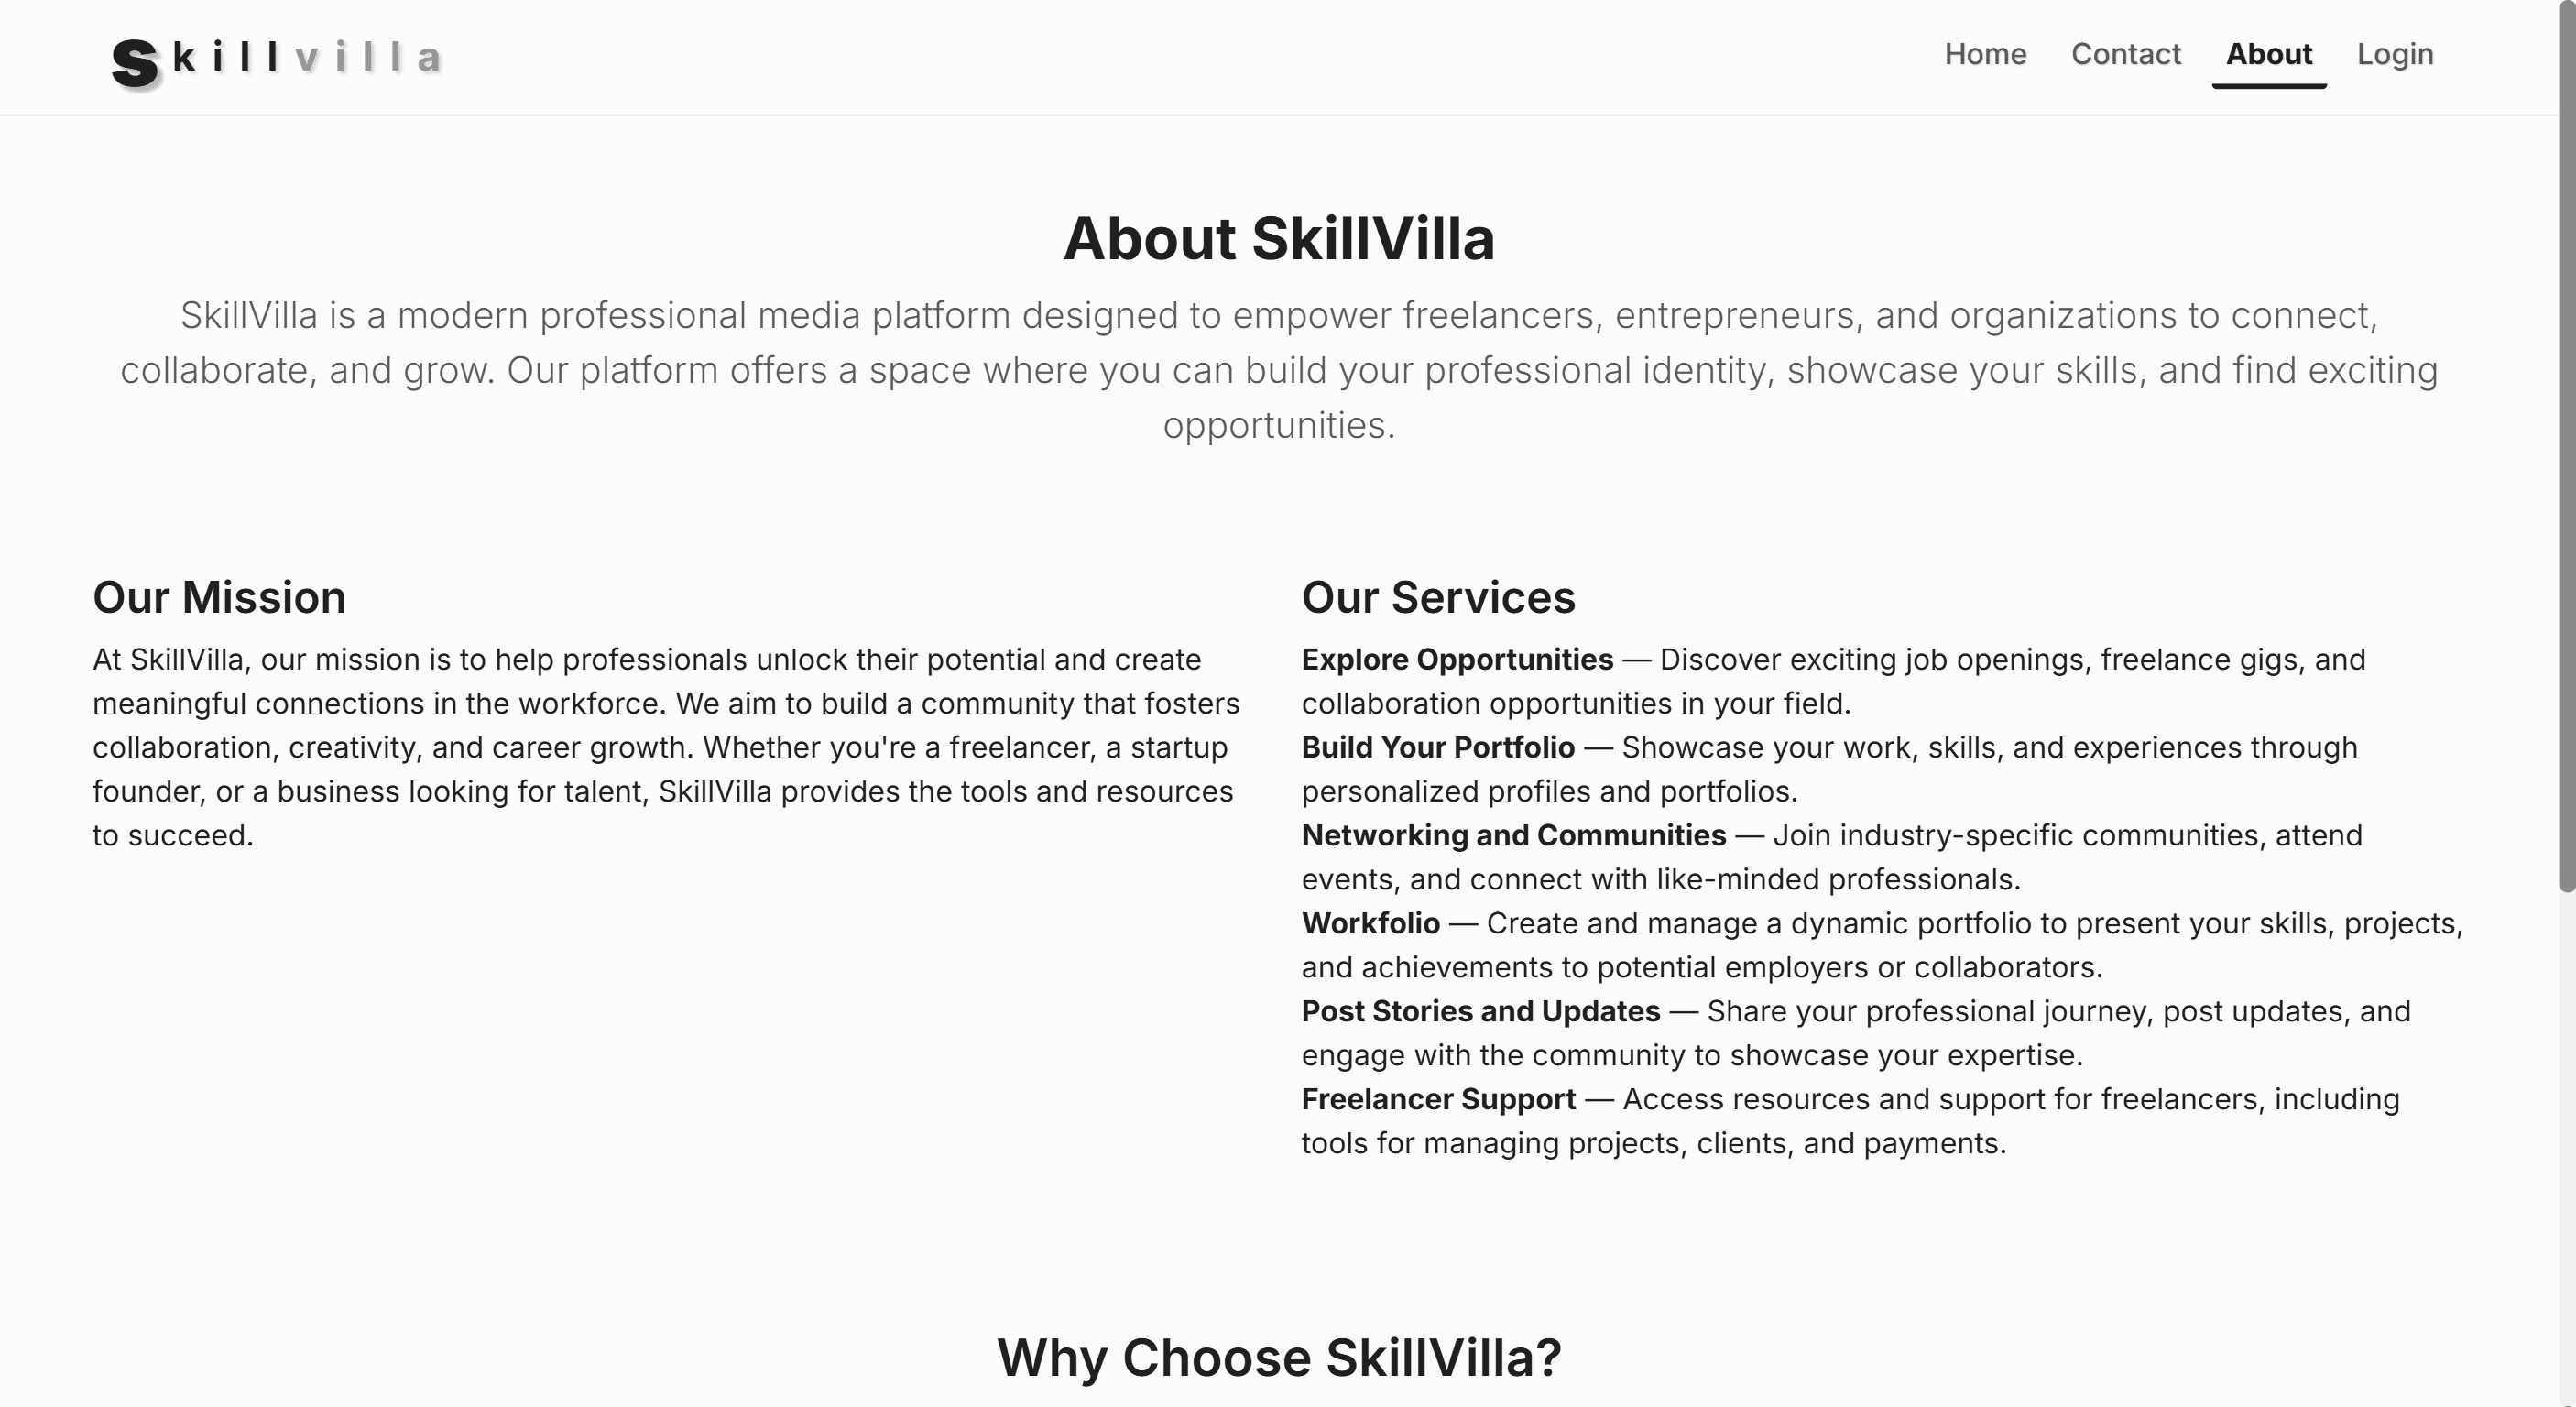 Skillvilla
Home Contact About Login
About SkillVilla
SkillVilla is a modern professional media platform designed to empower freelancers, entrepreneurs, and organizations to connect,
collaborate, and grow. Our platform offers a space where you can build your professional identity, showcase your skills, and find exciting
opportunities.
Our Mission
At SkillVilla, our mission is to help professionals unlock their potential and create
meaningful connections in the workforce. We aim to build a community that fosters
collaboration, creativity, and career growth. Whether you're a freelancer, a startup
founder, or a business looking for talent, SkillVilla provides the tools and resources
to succeed.
Our Services
Explore Opportunities — Discover exciting job openings, freelance gigs, and
collaboration opportunities in your field.
Build Your Portfolio — Showcase your work, skills, and experiences through
personalized profiles and portfolios.
Networking and Communities — Join industry-specific communities, attend
events, and connect with like-minded professionals.
Workfolio — Create and manage a dynamic portfolio to present your skills, projects,
and achievements to potential employers or collaborators.
Post Stories and Updates — Share your professional journey, post updates, and
engage with the community to showcase your expertise.
Freelancer Support — Access resources and support for freelancers, including
tools for managing projects, clients, and payments.
Why Choose SkillVilla?